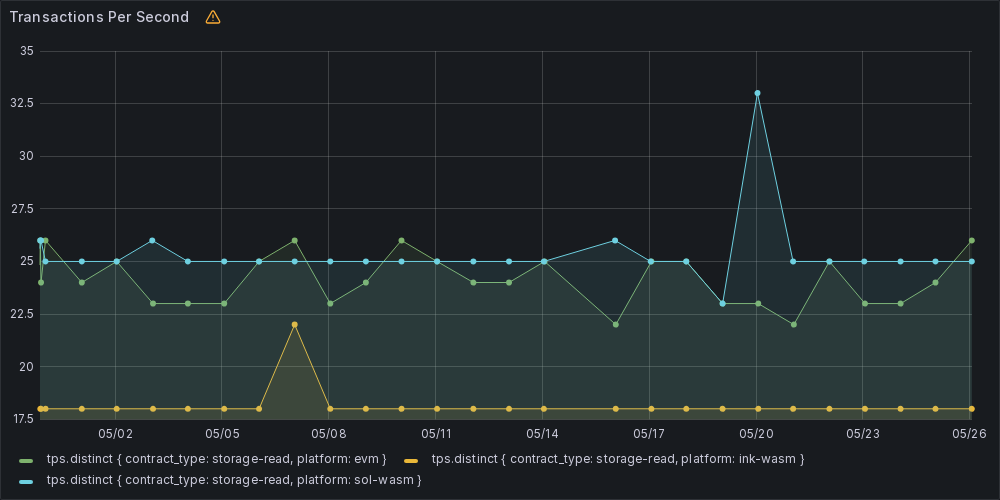 Transactions Per Second
35
32.5
30
27.5
25
22.5
20
17.5
05/02 05/05 05/08 05/11 05/14 05/17 05/20 05/23 05/26
tps.distinct { contract_type: storage-read, platform: evm } tps.distinct { contract_type: storage-read, platform: ink-wasm }
tps.distinct { contract_type: storage-read, platform: sol-wasm }